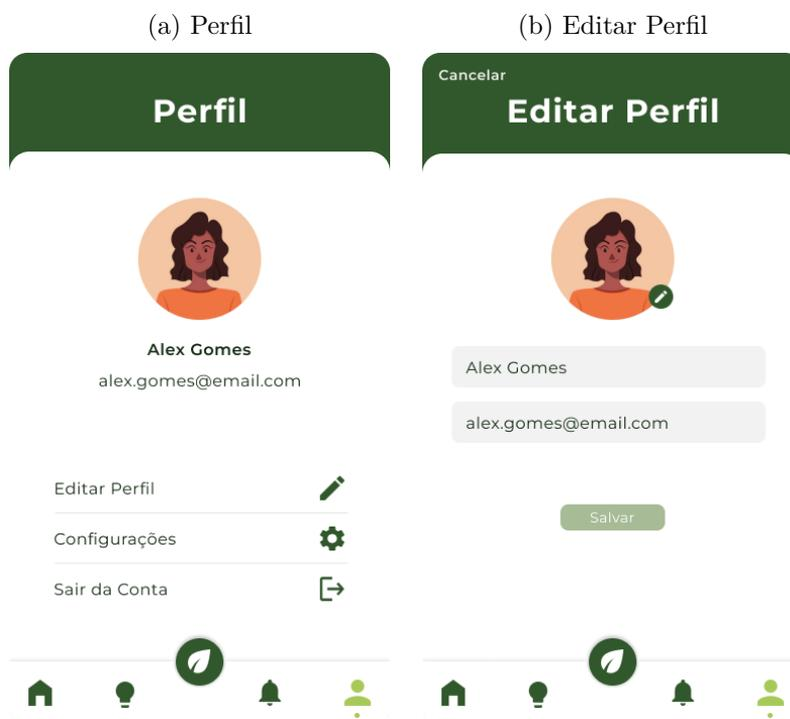 (a) Perfil
Perfil
Alex Gomes
alex.gomes@email.com
Editar Perfil
Configurações
Sair da Conta
(b) Editar Perfil
Cancelar
Editar Perfil
Alex Gomes
alex.gomes@email.com
Salvar